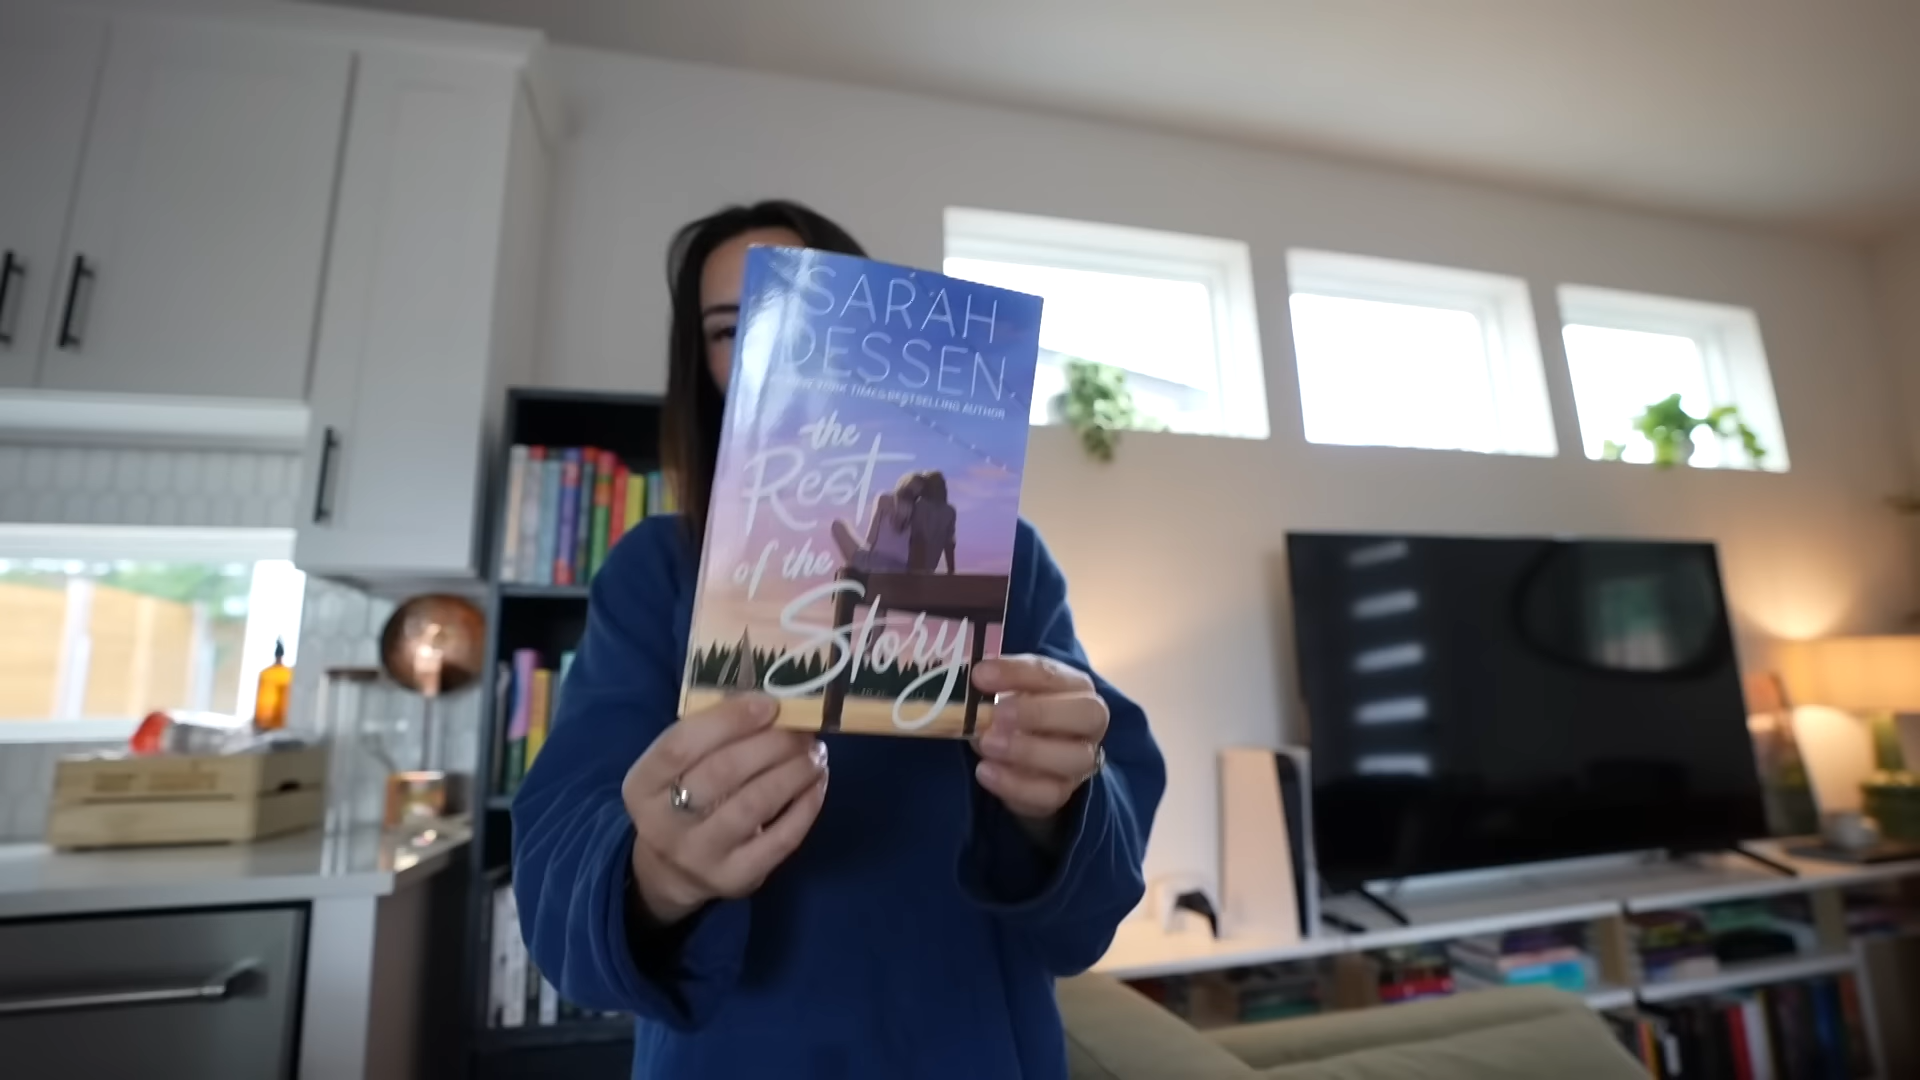 SARAH
DESSEN
NEW YORK TIMES BESTSELLING AUTHOR
the
Rest
of the
Story